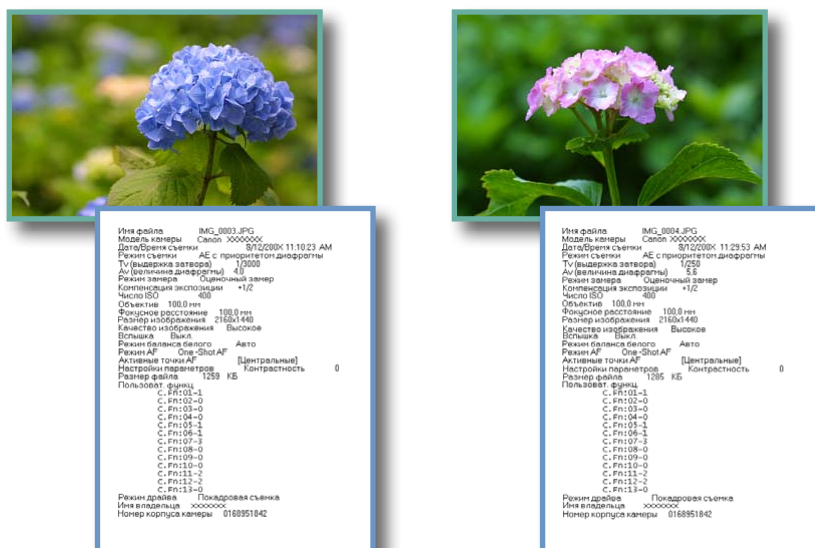 Имя файла IMG_0003.JPG
Модель камеры Canon XXXXXXX
Дата/Время съемки 8/12/200X 11:10:23 AM
Режим съемки AE с приоритетом диафрагмы
Tv (выдержка затвора) 1/3000
Av (величина диафрагмы) 4.0
Режим замера Оценочный замер
Компенсация экспозиции +1/2
Число ISO 400
Объектив 100,0 мм
Фокусное расстояние 100,0 мм
Размер изображения 2160x1440
Качество изображения Высокое
Вспышка Выкл.
Режим баланса белого Авто
Режим AF One-Shot AF
Активные точки AF [Центральные]
Настройки параметров Контрастность 0
Размер файла 1259 КБ
Пользоват. функц.
C.Fn:01-1
C.Fn:02-0
C.Fn:03-0
C.Fn:04-0
C.Fn:05-1
C.Fn:06-1
C.Fn:07-3
C.Fn:08-0
C.Fn:09-0
C.Fn:10-0
C.Fn:11-2
C.Fn:12-2
C.Fn:13-0
Режим драйва Покадровая съемка
Имя владельца XXXXXXX
Номер корпуса камеры 0168951842
Имя файла IMG_0004.JPG
Модель камеры Canon XXXXXXX
Дата/Время съемки 8/12/200X 11:29:53 AM
Режим съемки AE с приоритетом диафрагмы
Tv (выдержка затвора) 1/250
Av (величина диафрагмы) 5.6
Режим замера Оценочный замер
Компенсация экспозиции +1/2
Число ISO 400
Объектив 100,0 мм
Фокусное расстояние 100,0 мм
Размер изображения 2160x1440
Качество изображения Высокое
Вспышка Выкл.
Режим баланса белого Авто
Режим AF One-Shot AF
Активные точки AF [Центральные]
Настройки параметров Контрастность 0
Размер файла 1285 КБ
Пользоват. функц.
C.Fn:01-1
C.Fn:02-0
C.Fn:03-0
C.Fn:04-0
C.Fn:05-1
C.Fn:06-1
C.Fn:07-3
C.Fn:08-0
C.Fn:09-0
C.Fn:10-0
C.Fn:11-2
C.Fn:12-2
C.Fn:13-0
Режим драйва Покадровая съемка
Имя владельца XXXXXXX
Номер корпуса камеры 0168951842